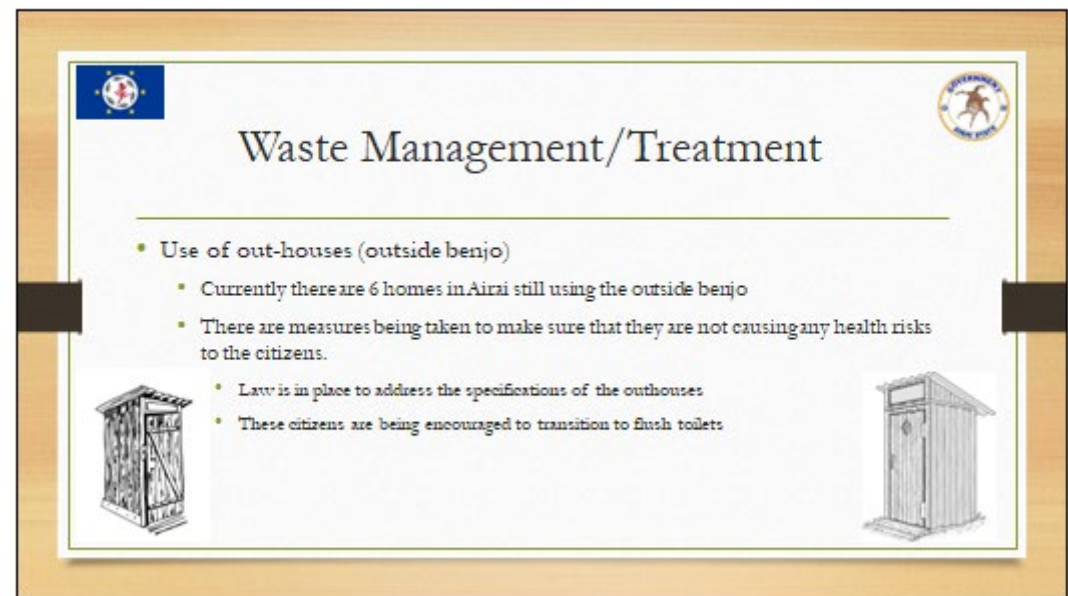 GOVERNMENT
Waste Management/Treatment
• Use of out-houses (outside benjo)
• Currently there are 6 homes in Airai still using the outside benjo
• There are measures being taken to make sure that they are not causing any health risks
to the citizens.
• Law is in place to address the specifications of the outhouses
• These citizens are being encouraged to transition to flush toilets